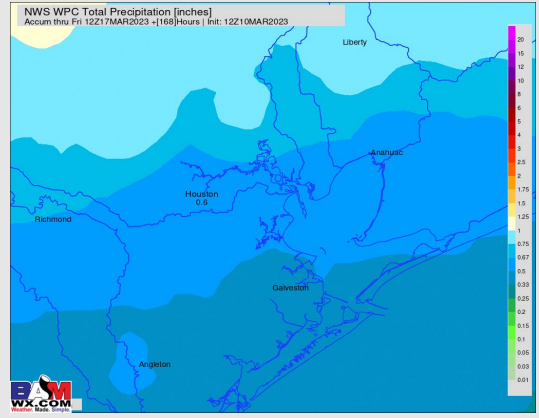 NWS WPC Total Precipitation [inches]
Accum thru Fri 12Z17MAR2023 +[168]Hours | Init: 12Z10MAR2023
Liberty
Anahuac
Houston
0.6
Richmond
Galveston
Angleton
20
15
12
10
8
6
5
4
3
2.5
2
1.75
1.5
1.25
1
0.75
0.67
0.5
0.33
0.25
0.2
0.15
0.1
0.05
0.03
0.01
BAM
WX.COM
Weather. Made. Simple.